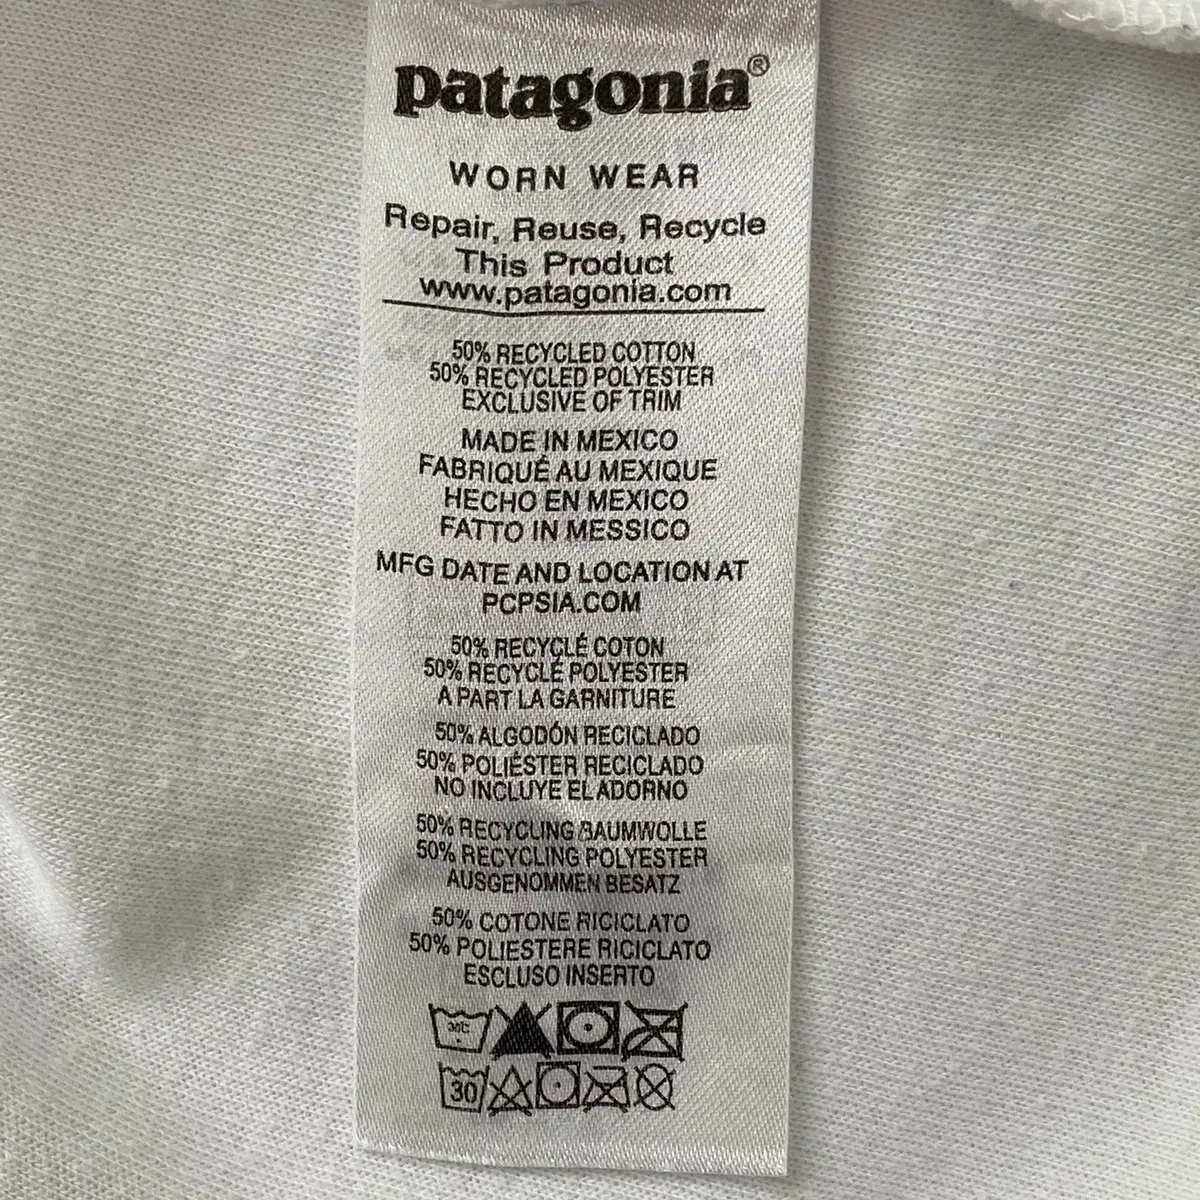 patagonia®
WORN WEAR
Repair, Reuse, Recycle
This Product
www.patagonia.com
50% RECYCLED COTTON
50% RECYCLED POLYESTER
EXCLUSIVE OF TRIM
MADE IN MEXICO
FABRIQUÉ AU MEXIQUE
HECHO EN MEXICO
FATTO IN MESSICO
MFG DATE AND LOCATION AT
PCPSIA.COM
50% RECYCLÉ COTON
50% RECYCLÉ POLYESTER
A PART LA GARNITURE
50% ALGODÓN RECICLADO
50% POLIÉSTER RECICLADO
NO INCLUYE EL ADORNO
50% RECYCLING BAUMWOLLE
50% RECYCLING POLYESTER
AUSGENOMMEN BESATZ
50% COTONE RICICLATO
50% POLIESTERE RICICLATO
ESCLUSO INSERTO
30